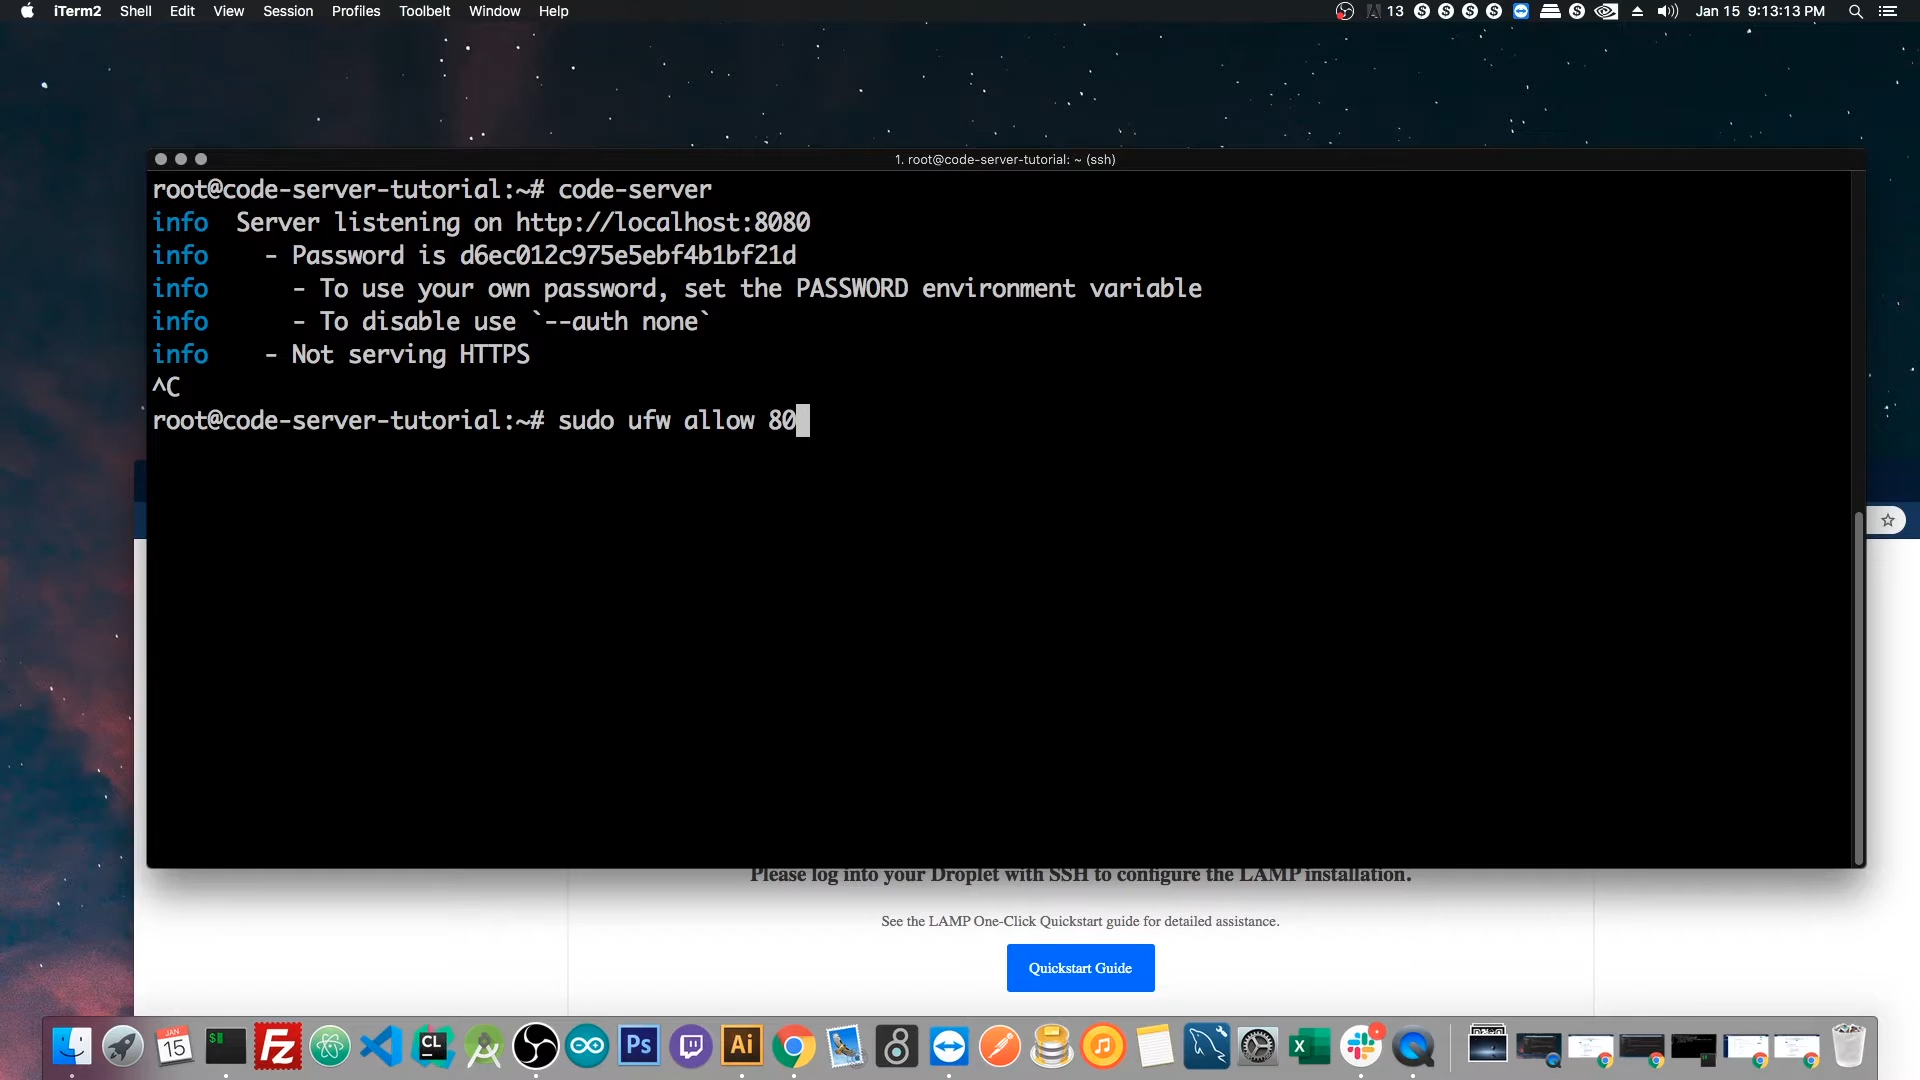 iTerm2 Shell Edit View Session Profiles Toolbelt Window Help 13 Jan 15 9:13:13 PM
1. root@code-server-tutorial: ~ (ssh)
root@code-server-tutorial:~# code-server
info Server listening on http://localhost:8080
info - Password is d6ec012c975e5ebf4b1bf21d
info - To use your own password, set the PASSWORD environment variable
info - To disable use `--auth none`
info - Not serving HTTPS
^C
root@code-server-tutorial:~# sudo ufw allow 80
Please log into your Droplet with SSH to configure the LAMP installation.
See the LAMP One-Click Quickstart guide for detailed assistance.
Quickstart Guide
JAN 15 $ Fz CL Ps Ai 8 X